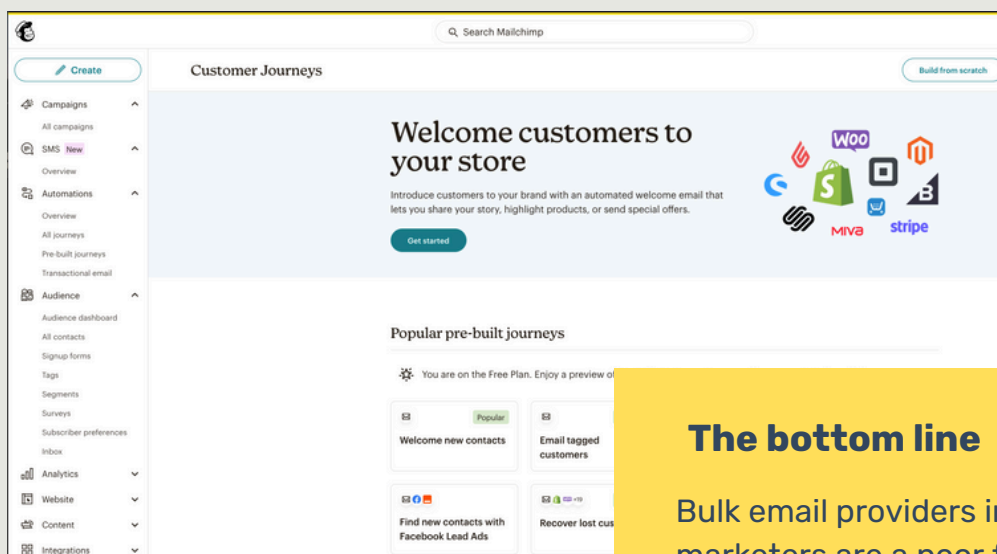 Search Mailchimp
Create
Customer Journeys
Build from scratch
Campaigns
All campaigns
SMS New
Overview
Automations
Overview
All journeys
Pre-built journeys
Transactional email
Audience
Audience dashboard
All contacts
Signup forms
Tags
Segments
Surveys
Subscriber preferences
Inbox
Analytics
Website
Content
Integrations
Welcome customers to
your store
Introduce customers to your brand with an automated welcome email that
lets you share your story, highlight products, or send special offers.
Get started
WOO
S
B
MIVA
stripe
Popular pre-built journeys
You are on the Free Plan. Enjoy a preview of
Popular
Welcome new contacts
Email tagged
customers
Find new contacts with
Facebook Lead Ads
+19
Recover lost cus
The bottom line
Bulk email providers
marketers are a poor